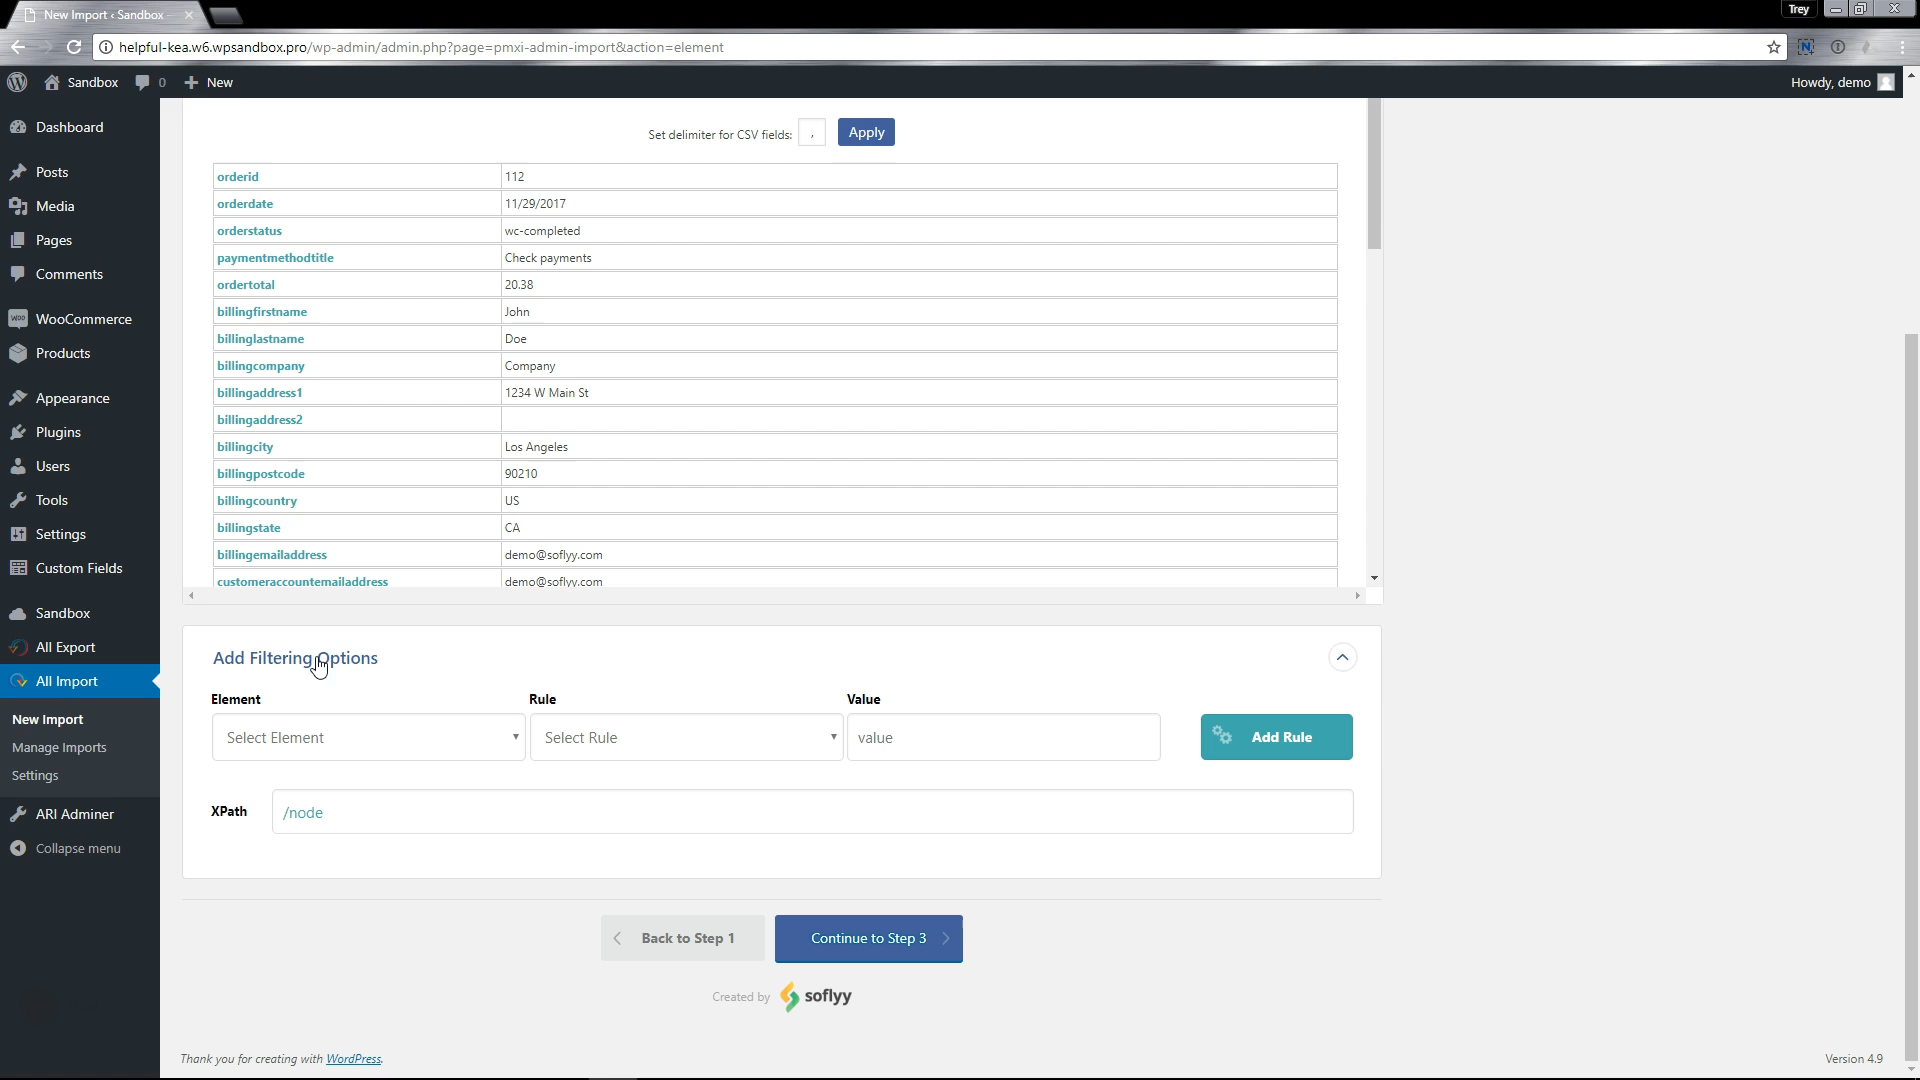 New Import ‹ Sandbox
Trey
helpful-kea.w6.wpsandbox.pro/wp-admin/admin.php?page=pmxi-admin-import&action=element
Sandbox
0
New
Howdy, demo
Dashboard
Posts
Media
Pages
Comments
WooCommerce
Products
Appearance
Plugins
Users
Tools
Settings
Custom Fields
Sandbox
All Export
All Import
New Import
Manage Imports
Settings
ARI Adminer
Collapse menu
Set delimiter for CSV fields: , Apply
orderid 112
orderdate 11/29/2017
orderstatus wc-completed
paymentmethodtitle Check payments
ordertotal 20.38
billingfirstname John
billinglastname Doe
billingcompany Company
billingaddress1 1234 W Main St
billingaddress2
billingcity Los Angeles
billingpostcode 90210
billingcountry US
billingstate CA
billingemailaddress demo@soflyy.com
customeraccountemailaddress demo@soflyy.com
Add Filtering Options
Element Rule Value
Select Element Select Rule value Add Rule
XPath /node
Back to Step 1 Continue to Step 3
Created by soflyy
Thank you for creating with WordPress.
Version 4.9